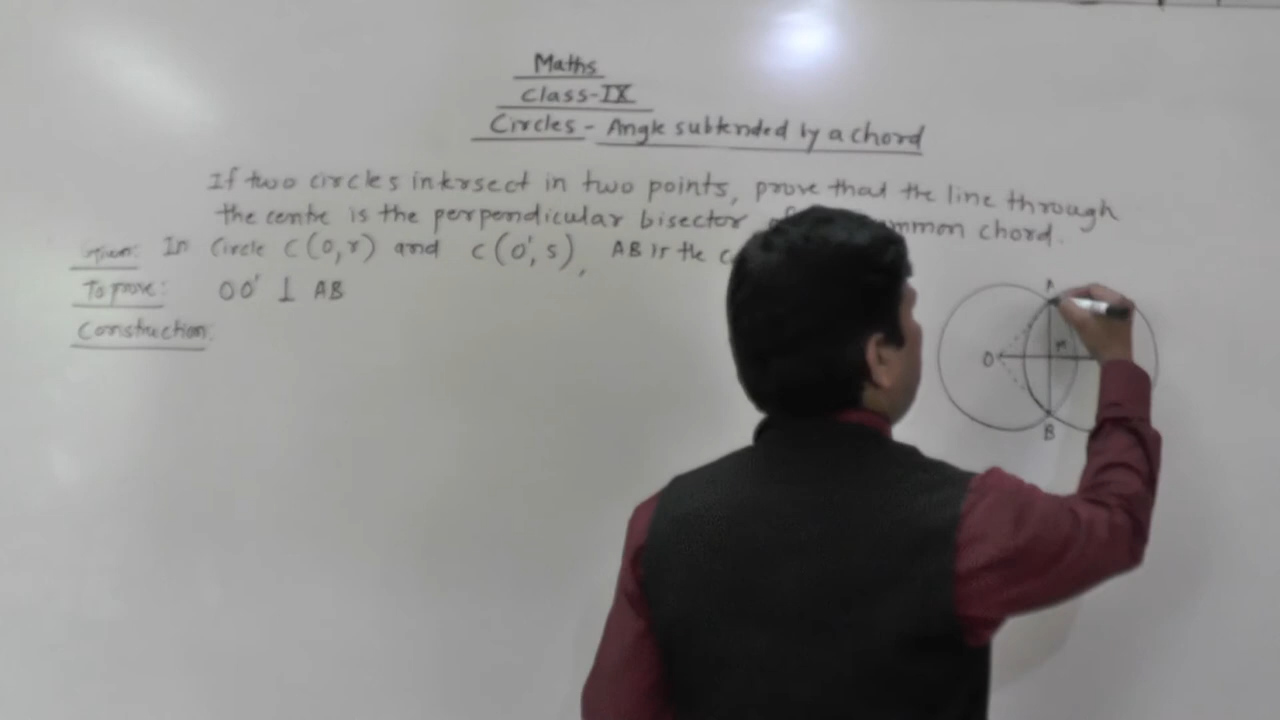 Maths
Class-IX
Circles - Angle subtended by a chord
If two circles intersect in two points, prove that the line through
the centre is the perpendicular bisector mmon chord.
Given: In Circle C(O,r) and C(O',s), AB is the
To prove: OO' ⊥ AB
Construction:
A
O M
B